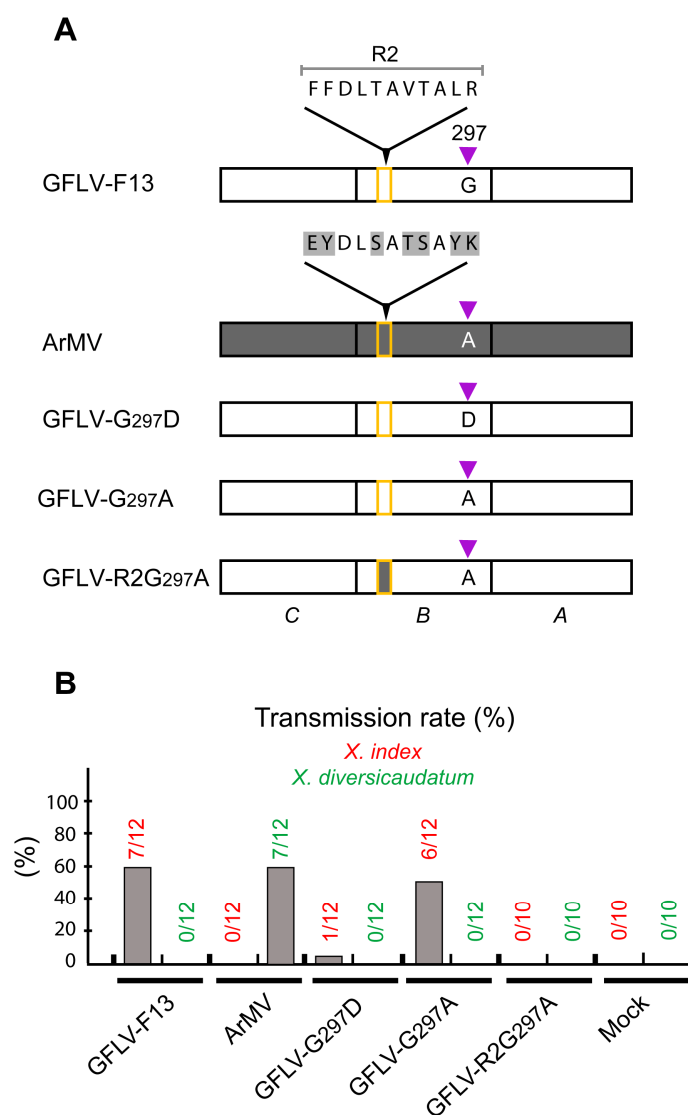 A
R2
FFDLTAVTALR
297
GFLV-F13
G
EYDLSATSAYK
ArMV
A
GFLV-G297D
D
GFLV-G297A
A
GFLV-R2G297A
A
C B A
B
Transmission rate (%)
X. index
X. diversicaudatum
(%)
100
80
60
40
20
0
7/12 0/12 0/12 7/12 1/12 0/12 6/12 0/12 0/10 0/10 0/10 0/10
GFLV-F13 ArMV GFLV-G297D GFLV-G297A GFLV-R2G297A Mock